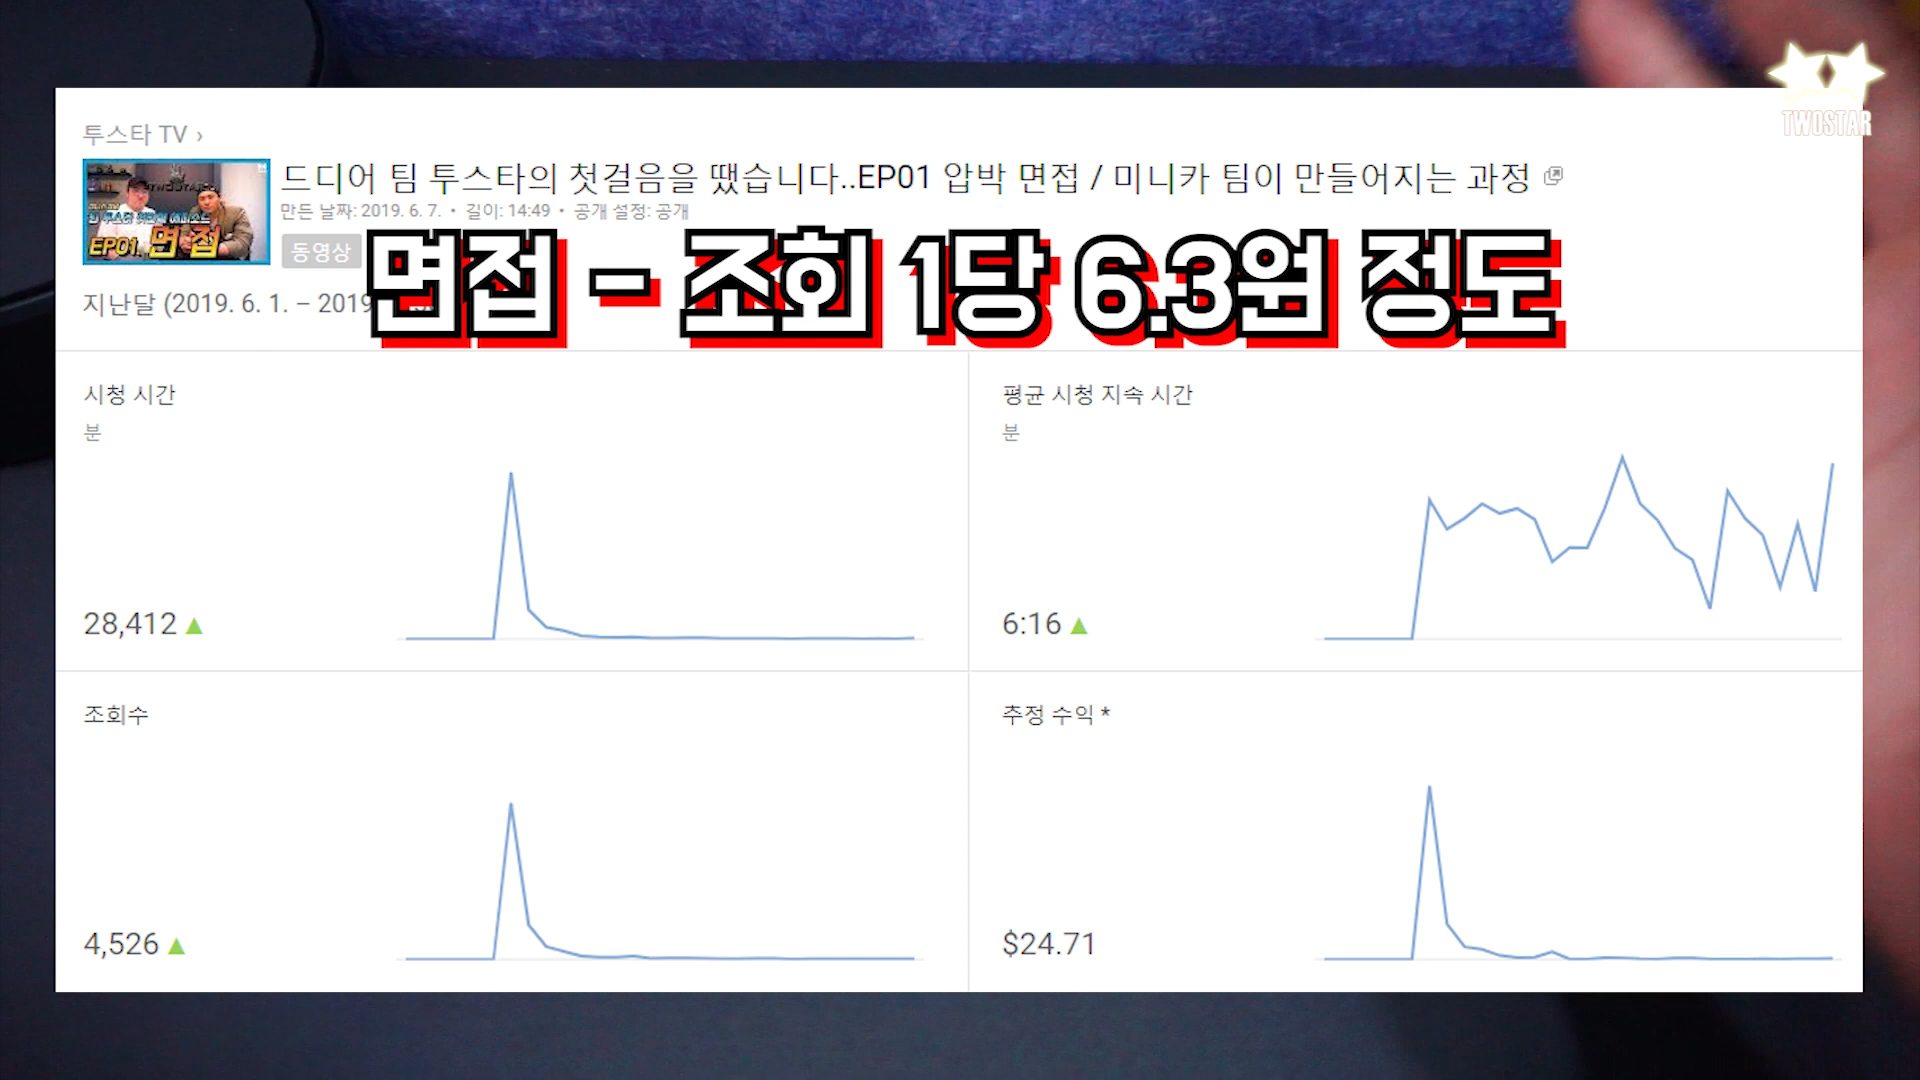 TWOSTAR
투스타 TV ›
드디어 팀 투스타의 첫걸음을 뗐습니다..EP01 압박 면접 / 미니카 팀이 만들어지는 과정
만든 날짜: 2019. 6. 7. • 길이: 14:49 • 공개 설정: 공개
EP01. 면접
동영상
면접 - 조회 1당 6.3원 정도
지난달 (2019. 6. 1. – 2019
시청 시간
분
28,412
평균 시청 지속 시간
분
6:16
조회수
4,526
추정 수익 *
$24.71